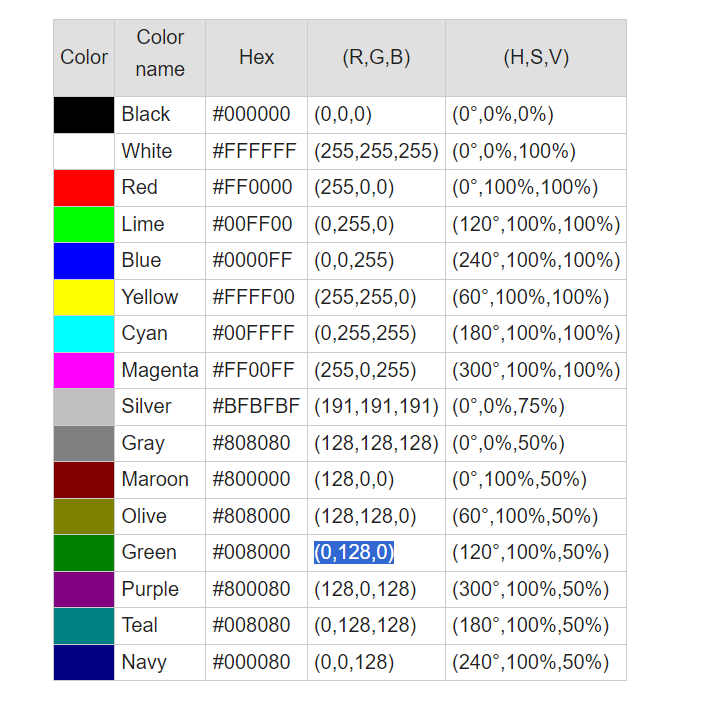 Color Color name Hex (R,G,B) (H,S,V)
Black #000000 (0,0,0) (0°,0%,0%)
White #FFFFFF (255,255,255) (0°,0%,100%)
Red #FF0000 (255,0,0) (0°,100%,100%)
Lime #00FF00 (0,255,0) (120°,100%,100%)
Blue #0000FF (0,0,255) (240°,100%,100%)
Yellow #FFFF00 (255,255,0) (60°,100%,100%)
Cyan #00FFFF (0,255,255) (180°,100%,100%)
Magenta #FF00FF (255,0,255) (300°,100%,100%)
Silver #BFBFBF (191,191,191) (0°,0%,75%)
Gray #808080 (128,128,128) (0°,0%,50%)
Maroon #800000 (128,0,0) (0°,100%,50%)
Olive #808000 (128,128,0) (60°,100%,50%)
Green #008000 (0,128,0) (120°,100%,50%)
Purple #800080 (128,0,128) (300°,100%,50%)
Teal #008080 (0,128,128) (180°,100%,50%)
Navy #000080 (0,0,128) (240°,100%,50%)